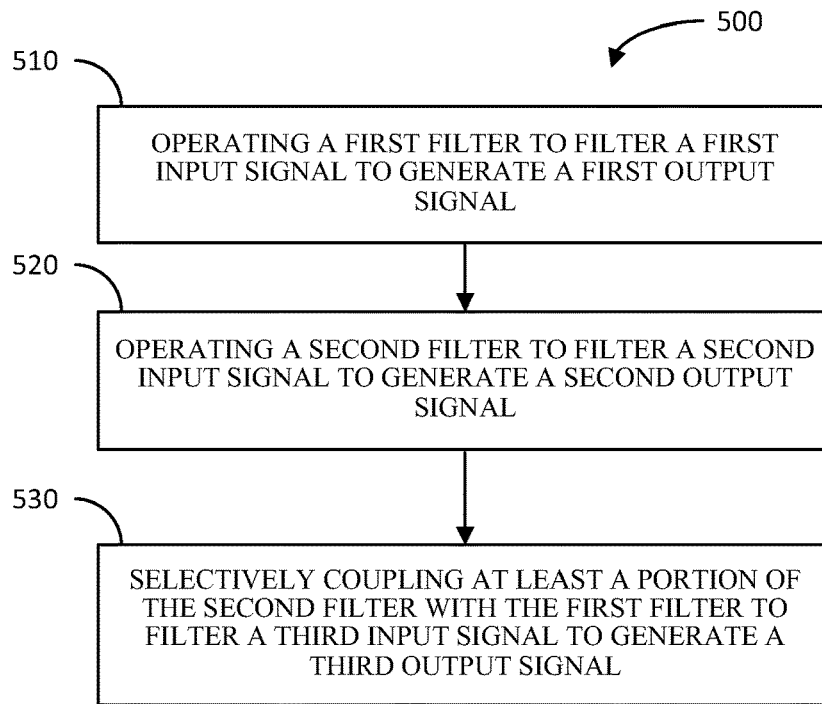 500
510
OPERATING A FIRST FILTER TO FILTER A FIRST
INPUT SIGNAL TO GENERATE A FIRST OUTPUT
SIGNAL
520
OPERATING A SECOND FILTER TO FILTER A SECOND
INPUT SIGNAL TO GENERATE A SECOND OUTPUT
SIGNAL
530
SELECTIVELY COUPLING AT LEAST A PORTION OF
THE SECOND FILTER WITH THE FIRST FILTER TO
FILTER A THIRD INPUT SIGNAL TO GENERATE A
THIRD OUTPUT SIGNAL